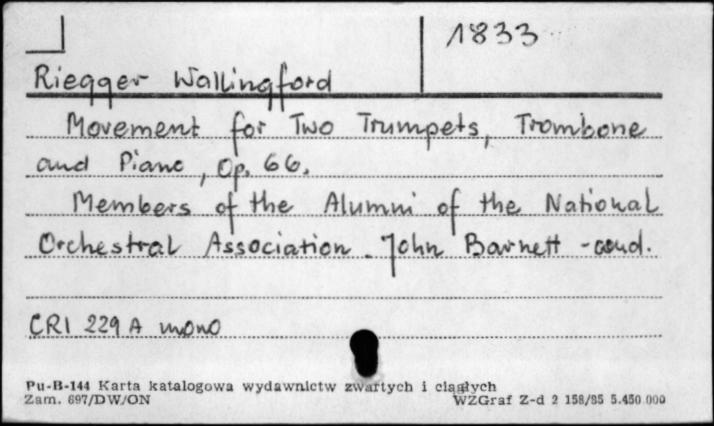 1833
Riegger Wallingford
Movement for Two Trumpets, Trombone
and Piano, Op. 66.
Members of the Alumni of the National
Orchestral Association. John Barnett - cond.
CRI 229 A mono
Pu-B-144 Karta katalogowa wydawnictw zwartych i ciągłych
Zam. 697/DW/ON WZGraf Z-d 2 158/85 5.450.000